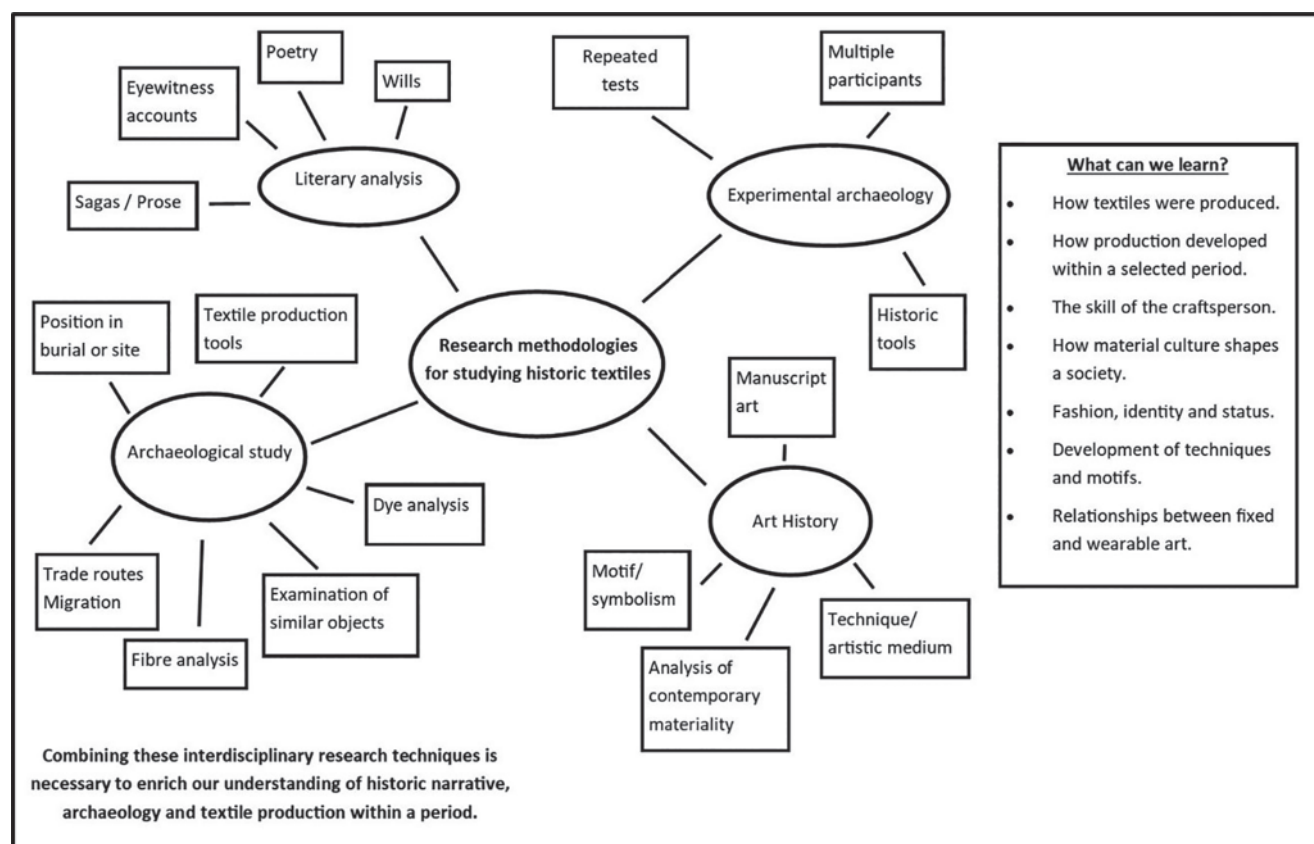 Poetry
Wills
Eyewitness
accounts
Literary analysis
Sagas / Prose
Repeated
tests
Multiple
participants
Experimental archaeology
Historic
tools
Research methodologies
for studying historic textiles
Position in
burial or site
Textile production
tools
Archaeological study
Dye analysis
Trade routes
Migration
Fibre analysis
Examination of
similar objects
Manuscript
art
Art History
Motif/
symbolism
Analysis of
contemporary
materiality
Technique/
artistic medium
What can we learn?
• How textiles were produced.
• How production developed
within a selected period.
• The skill of the craftsperson.
• How material culture shapes
a society.
• Fashion, identity and status.
• Development of techniques
and motifs.
• Relationships between fixed
and wearable art.
Combining these interdisciplinary research techniques is
necessary to enrich our understanding of historic narrative,
archaeology and textile production within a period.